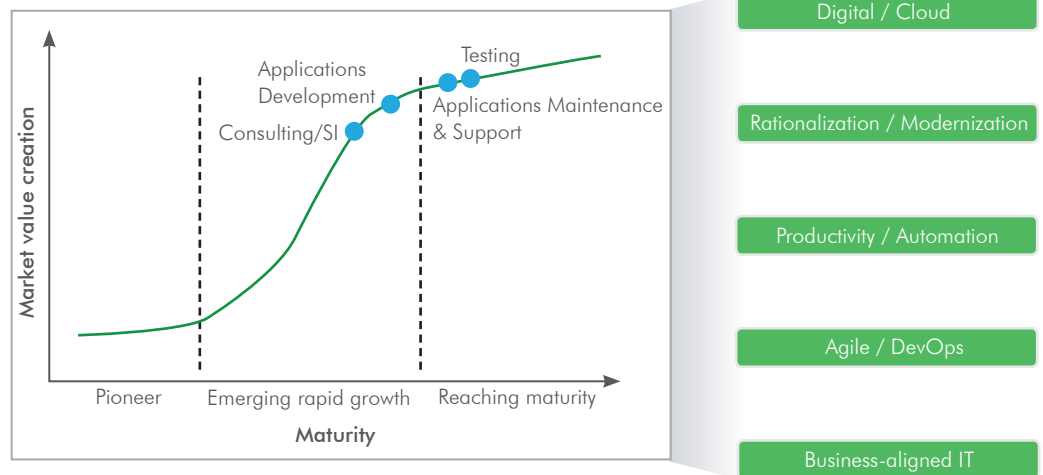 Testing
Applications
Development
Applications Maintenance
& Support
Consulting/SI
Market value creation
Pioneer
Emerging rapid growth
Reaching maturity
Maturity
Digital / Cloud
Rationalization / Modernization
Productivity / Automation
Agile / DevOps
Business-aligned IT